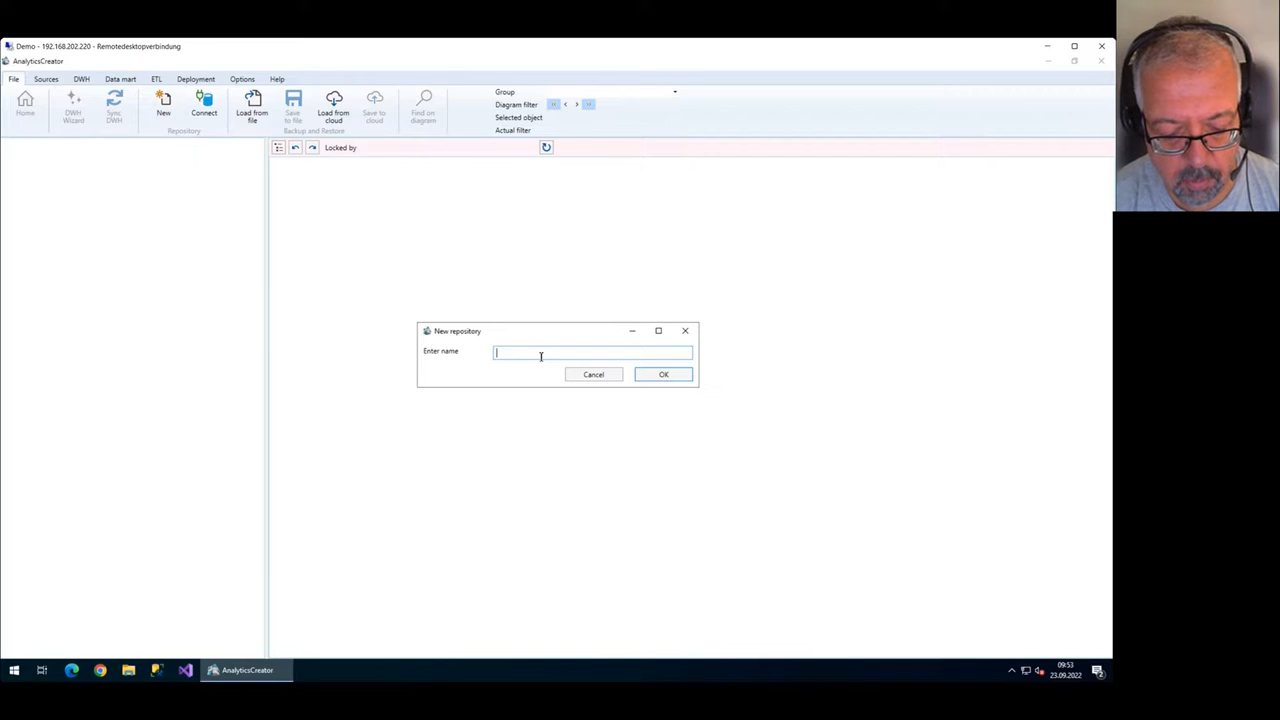 Demo - 192.168.202.220 - Remotedesktopverbindung
AnalyticsCreator
File Sources DWH Data mart ETL Deployment Options Help
Home
DWH Wizard
Sync DWH
New
Connect
Repository
Load from file
Save to file
Load from cloud
Save to cloud
Backup and Restore
Find on diagram
Group
Diagram filter
Selected object
Actual filter
Locked by
New repository
Enter name
Cancel OK
AnalyticsCreator
09:53
23.09.2022
2